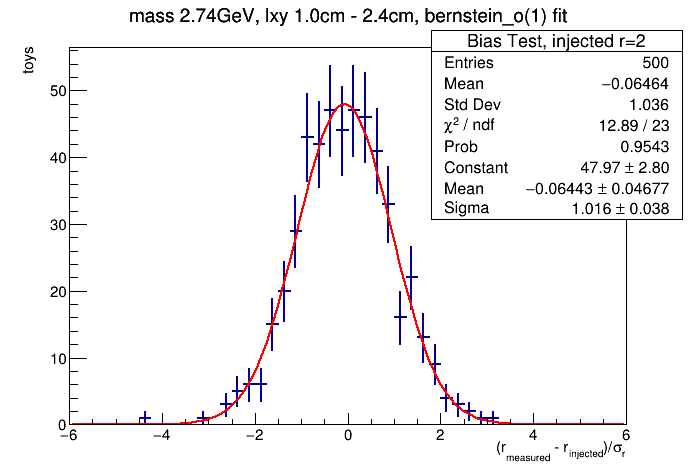 mass 2.74GeV, lxy 1.0cm - 2.4cm, bernstein_o(1) fit
Bias Test, injected r=2
Entries 500
Mean −0.06464
Std Dev 1.036
χ² / ndf 12.89 / 23
Prob 0.9543
Constant 47.97 ± 2.80
Mean −0.06443 ± 0.04677
Sigma 1.016 ± 0.038
toys
50
40
30
20
10
0
−6 −4 −2 0 2 4 6
(r_measured - r_injected)/σ_r